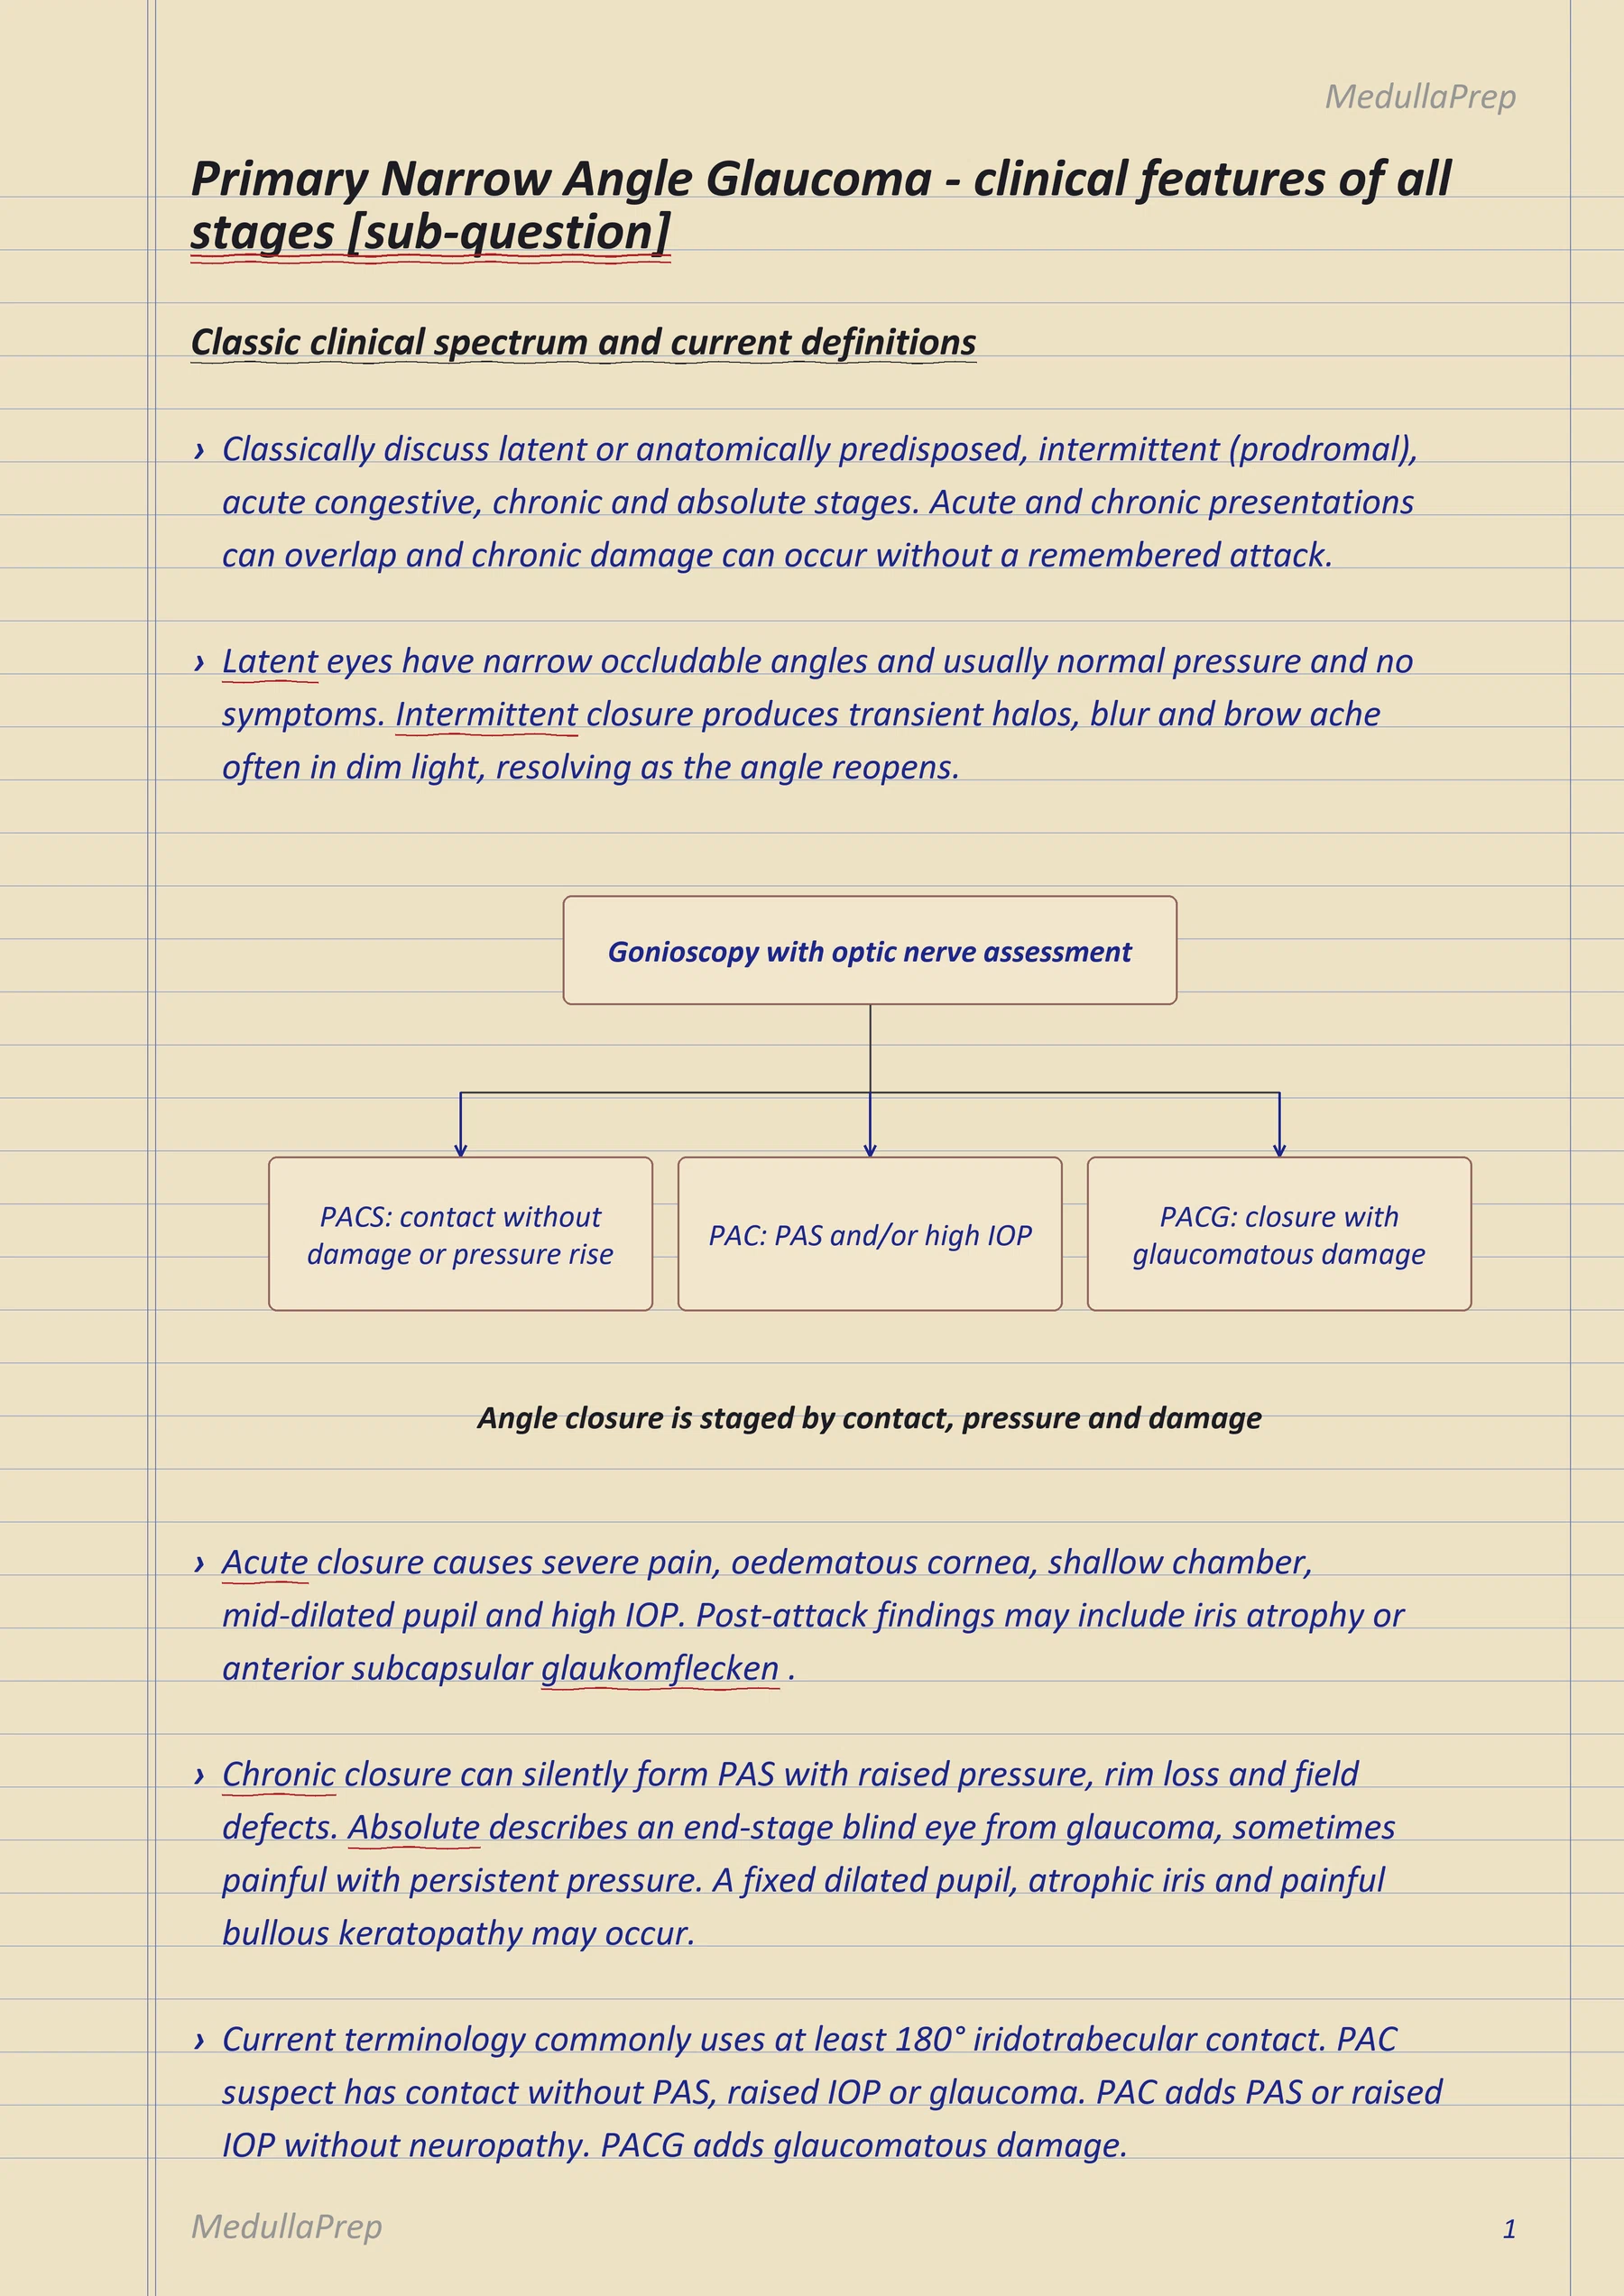 MedullaPrep
Primary Narrow Angle Glaucoma - clinical features of all
stages [sub-question]
Classic clinical spectrum and current definitions
› Classically discuss latent or anatomically predisposed, intermittent (prodromal),
acute congestive, chronic and absolute stages. Acute and chronic presentations
can overlap and chronic damage can occur without a remembered attack.
› Latent eyes have narrow occludable angles and usually normal pressure and no
symptoms. Intermittent closure produces transient halos, blur and brow ache
often in dim light, resolving as the angle reopens.
Gonioscopy with optic nerve assessment
PACS: contact without
damage or pressure rise
PAC: PAS and/or high IOP
PACG: closure with
glaucomatous damage
Angle closure is staged by contact, pressure and damage
› Acute closure causes severe pain, oedematous cornea, shallow chamber,
mid-dilated pupil and high IOP. Post-attack findings may include iris atrophy or
anterior subcapsular glaukomflecken .
› Chronic closure can silently form PAS with raised pressure, rim loss and field
defects. Absolute describes an end-stage blind eye from glaucoma, sometimes
painful with persistent pressure. A fixed dilated pupil, atrophic iris and painful
bullous keratopathy may occur.
› Current terminology commonly uses at least 180° iridotrabecular contact. PAC
suspect has contact without PAS, raised IOP or glaucoma. PAC adds PAS or raised
IOP without neuropathy. PACG adds glaucomatous damage.
MedullaPrep
1